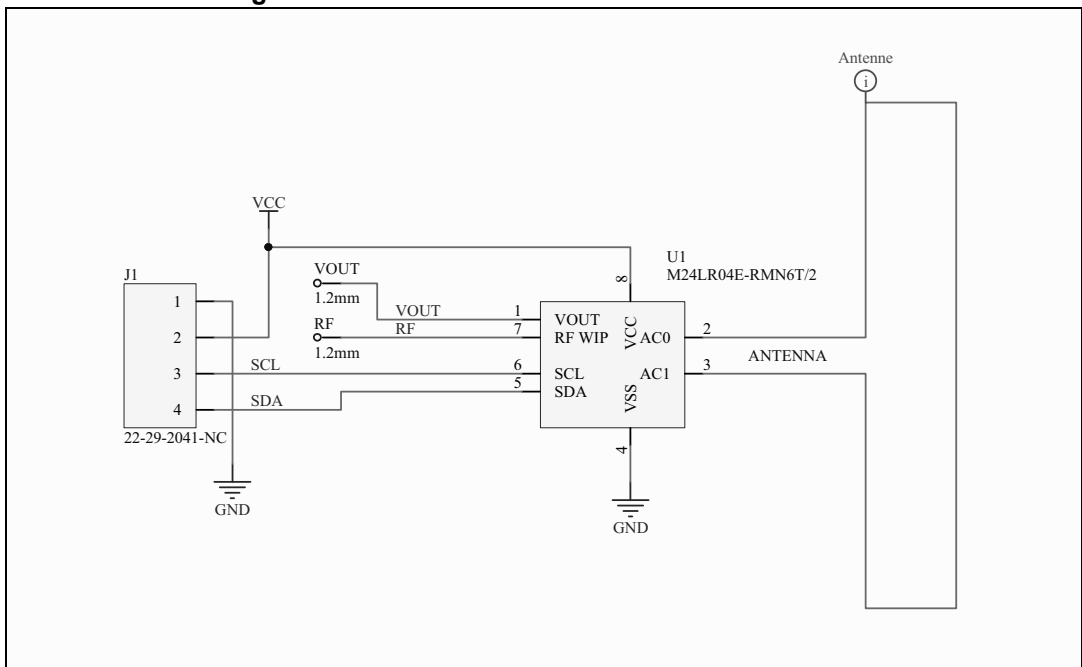 Antenne
i
VCC
J1
1
2
3
4
22-29-2041-NC
GND
VOUT
1.2mm
RF
1.2mm
VOUT
RF
SCL
SDA
1
7
6
5
U1
M24LR04E-RMN6T/2
8
VOUT
RF WIP
SCL
SDA
VCC
VSS
AC0
AC1
2
3
ANTENNA
4
GND